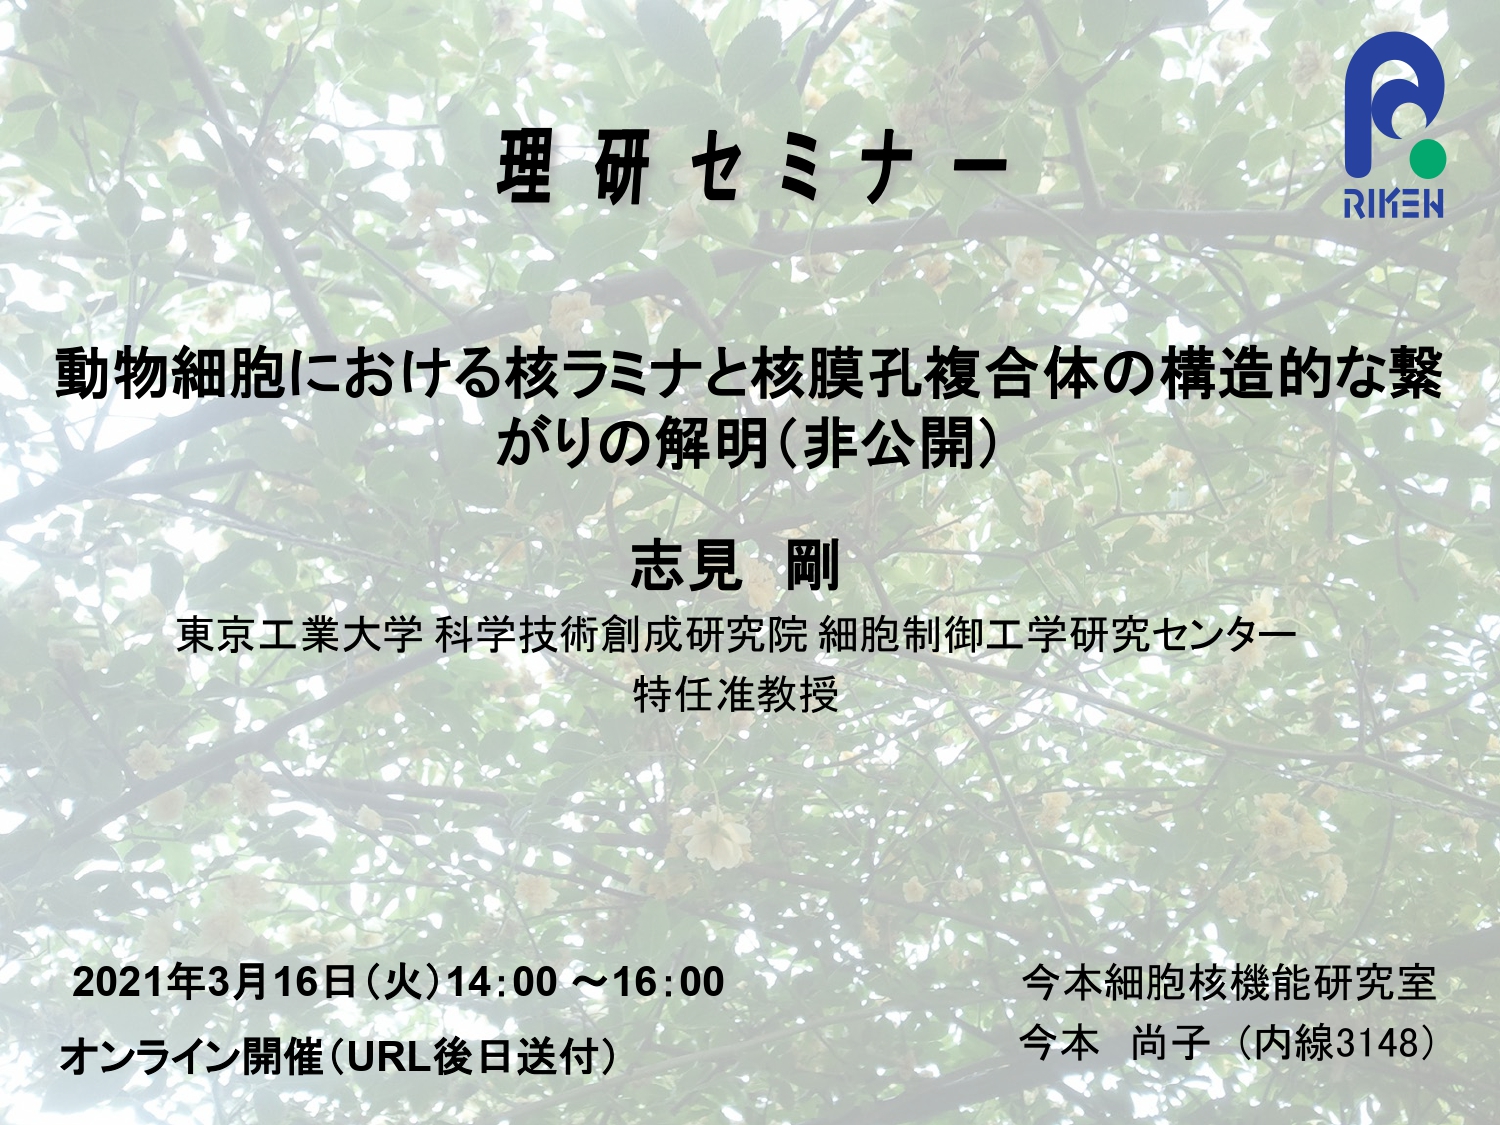 理研セミナー
RIKEN
動物細胞における核ラミナと核膜孔複合体の構造的な繋
がりの解明(非公開)
志見　剛
東京工業大学 科学技術創成研究院 細胞制御工学研究センター
特任准教授
2021年3月16日(火)14:00 ～16:00
オンライン開催(URL後日送付)
今本細胞核機能研究室
今本　尚子 (内線3148)